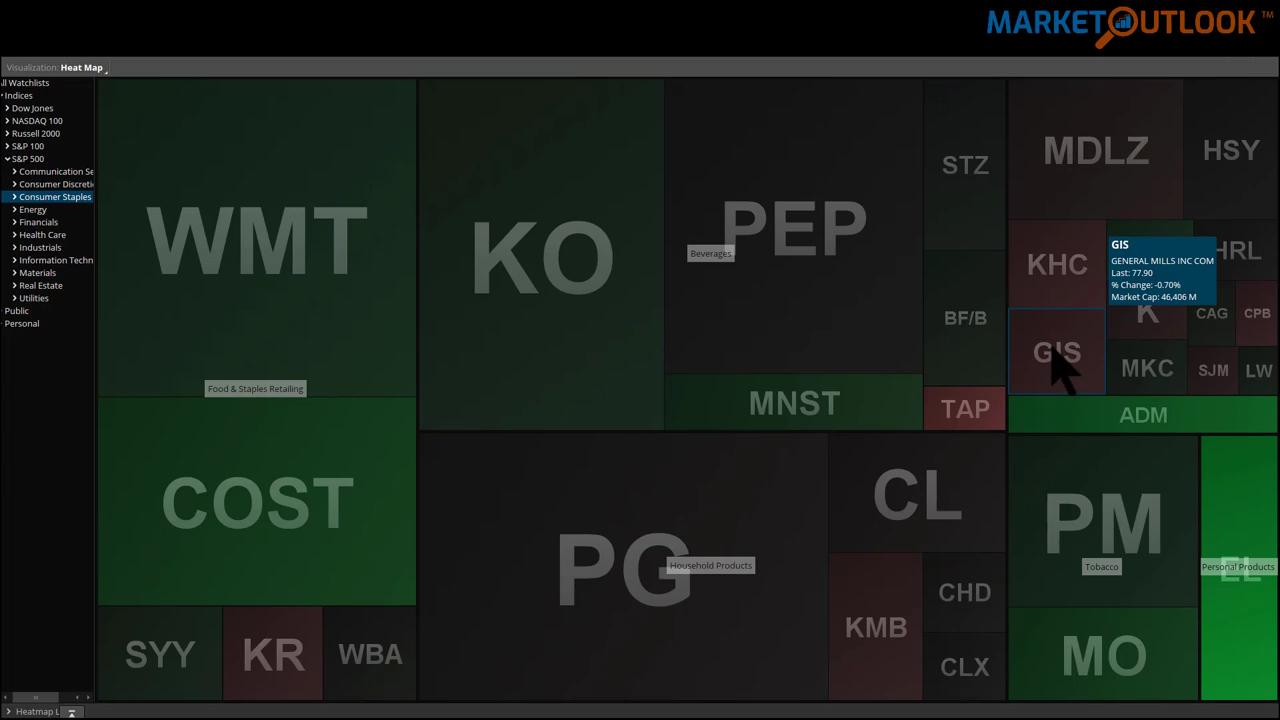 MARKETOUTLOOK™
Visualization: Heat Map
ll Watchlists
Indices
Dow Jones
NASDAQ 100
Russell 2000
S&P 100
S&P 500
Communication Se
Consumer Discreti
Consumer Staples
Energy
Financials
Health Care
Industrials
Information Techn
Materials
Real Estate
Utilities
Public
Personal
WMT
Food & Staples Retailing
COST
SYY
KR
WBA
KO
PEP
Beverages
STZ
BF/B
MNST
TAP
PG
Household Products
CL
KMB
CHD
CLX
MDLZ
HSY
KHC
HRL
GIS
GENERAL MILLS INC COM
Last: 77.90
% Change: -0.70%
Market Cap: 46,406 M
K
CAG
CPB
GIS
MKC
SJM
LW
ADM
PM
Tobacco
MO
EL
Personal Products
Heatmap L